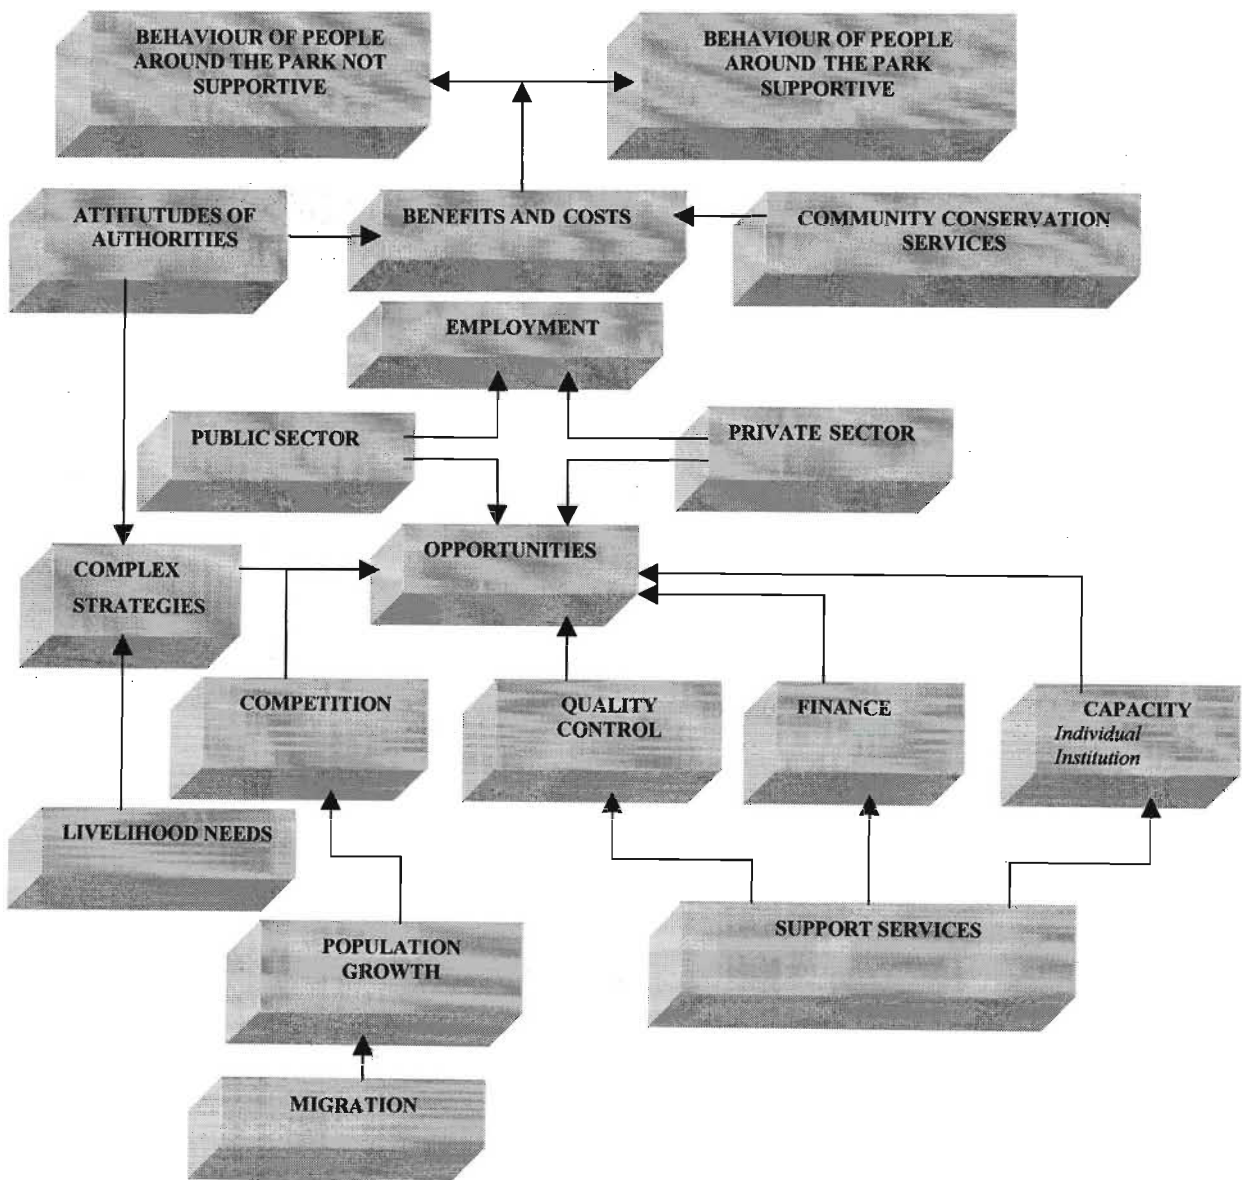 BEHAVIOUR OF PEOPLE
AROUND THE PARK NOT
SUPPORTIVE
BEHAVIOUR OF PEOPLE
AROUND THE PARK
SUPPORTIVE
ATTITUTUDES OF
AUTHORITIES
BENEFITS AND COSTS
COMMUNITY CONSERVATION
SERVICES
EMPLOYMENT
PUBLIC SECTOR
PRIVATE SECTOR
COMPLEX
STRATEGIES
OPPORTUNITIES
COMPETITION
QUALITY
CONTROL
FINANCE
CAPACITY
Individual
Institution
LIVELIHOOD NEEDS
POPULATION
GROWTH
SUPPORT SERVICES
MIGRATION